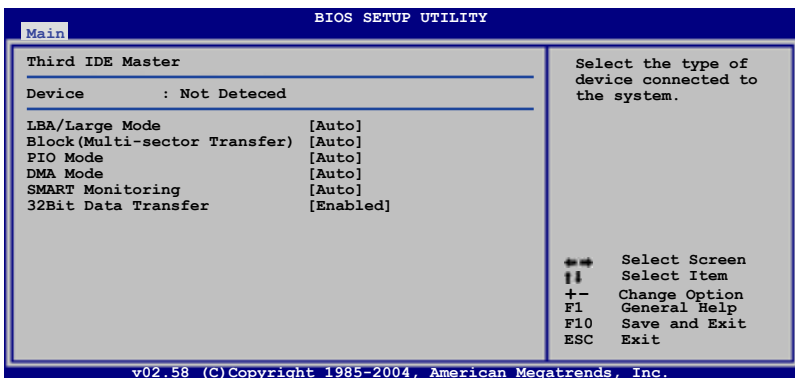 BIOS SETUP UTILITY
Main
Third IDE Master
Device : Not Deteced
LBA/Large Mode [Auto]
Block(Multi-sector Transfer) [Auto]
PIO Mode [Auto]
DMA Mode [Auto]
SMART Monitoring [Auto]
32Bit Data Transfer [Enabled]
Select the type of
device connected to
the system.
Select Screen
Select Item
+- Change Option
F1 General Help
F10 Save and Exit
ESC Exit
v02.58 (C)Copyright 1985-2004, American Megatrends, Inc.